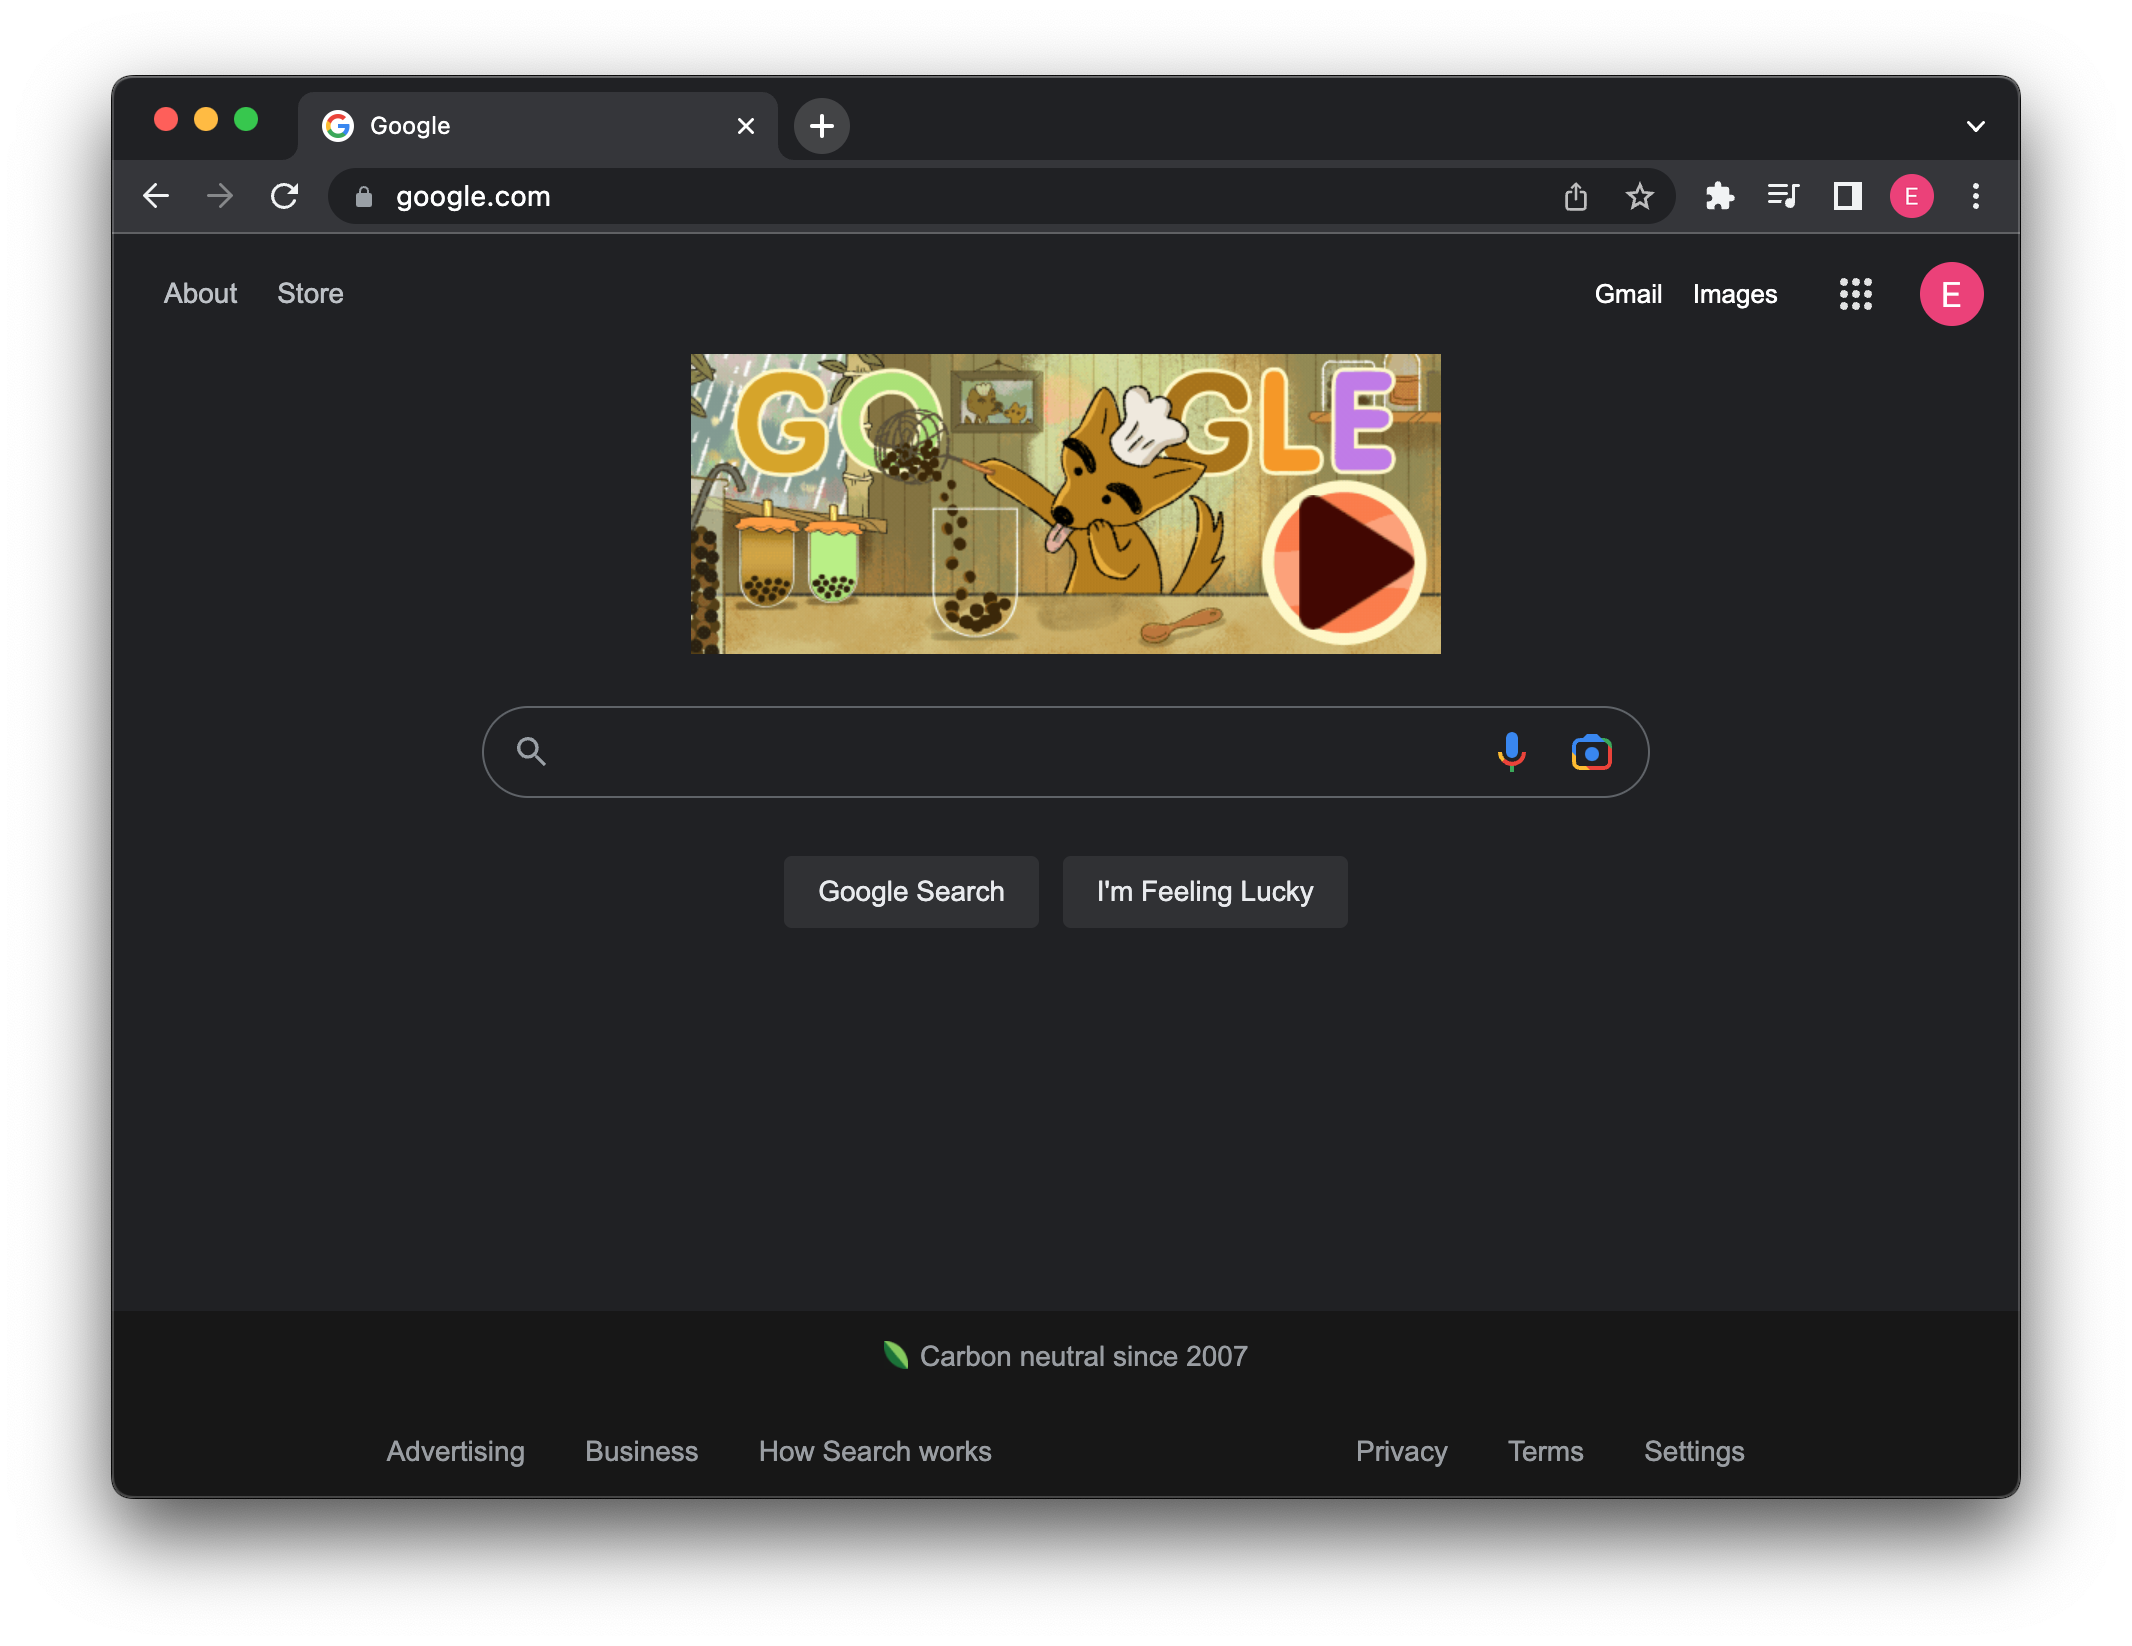 Google
google.com
E
About Store
Gmail Images
E
GOOGLE
Google Search
I'm Feeling Lucky
Carbon neutral since 2007
Advertising Business How Search works
Privacy Terms Settings